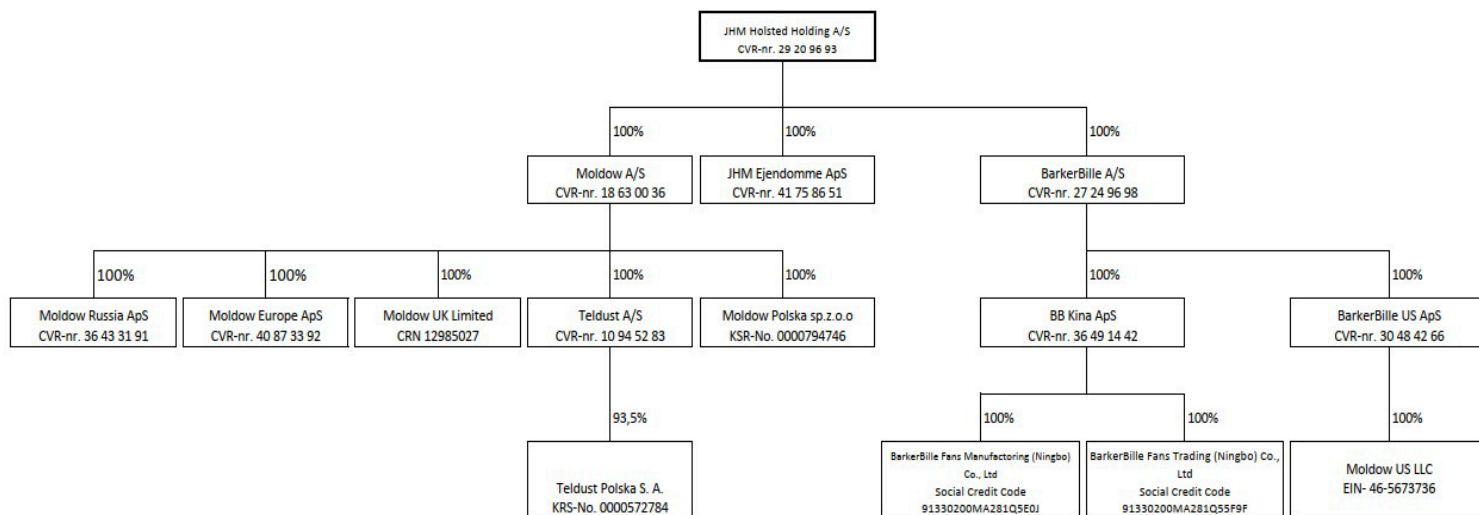 JHM Holsted Holding A/S
CVR-nr. 29 20 96 93
100%
100%
100%
Moldow A/S
CVR-nr. 18 63 00 36
JHM Ejendomme ApS
CVR-nr. 41 75 86 51
BarkerBille A/S
CVR-nr. 27 24 96 98
100%
100%
100%
100%
100%
100%
100%
Moldow Russia ApS
CVR-nr. 36 43 31 91
Moldow Europe ApS
CVR-nr. 40 87 33 92
Moldow UK Limited
CRN 12985027
Teldust A/S
CVR-nr. 10 94 52 83
Moldow Polska sp.z.o.o
KSR-No. 0000794746
BB Kina ApS
CVR-nr. 36 49 14 42
BarkerBille US ApS
CVR-nr. 30 48 42 66
93,5%
100%
100%
100%
Teldust Polska S. A.
KRS-No. 0000572784
BarkerBille Fans Manufactoring (Ningbo)
Co., Ltd
Social Credit Code
91330200MA281Q5E0J
BarkerBille Fans Trading (Ningbo) Co.,
Ltd
Social Credit Code
91330200MA281Q55F9F
Moldow US LLC
EIN- 46-5673736